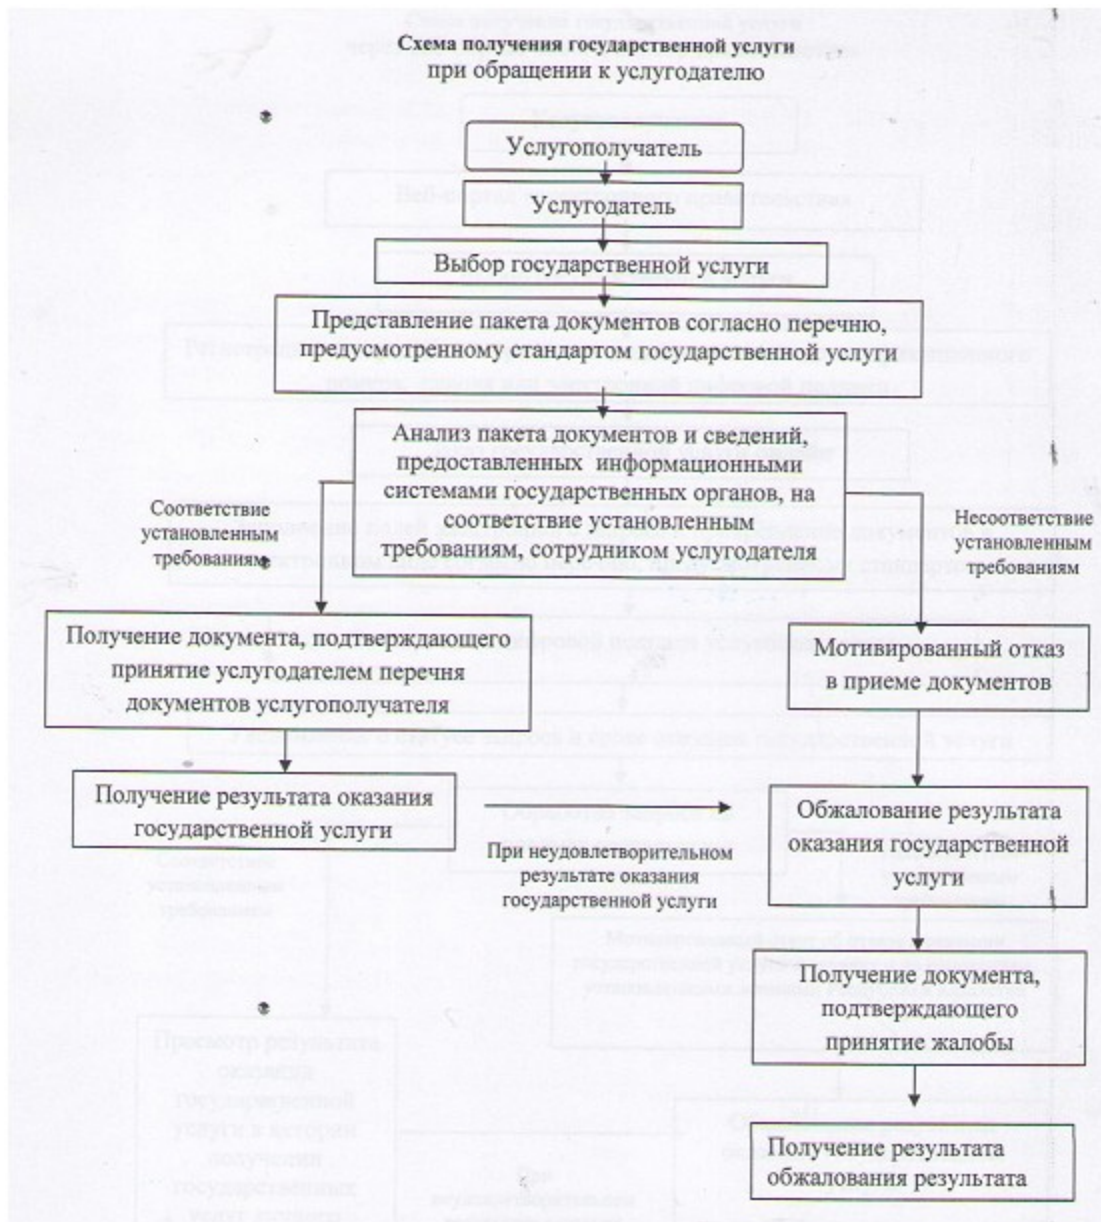 Схема получения государственной услуги
при обращении к услугодателю
Услугополучатель
Услугодатель
Выбор государственной услуги
Представление пакета документов согласно перечню,
предусмотренному стандартом государственной услуги
Анализ пакета документов и сведений,
предоставленных информационными
системами государственных органов, на
соответствие установленным
требованиям, сотрудником услугодателя
Соответствие
установленным
требованиям
Несоответствие
установленным
требованиям
Получение документа, подтверждающего
принятие услугодателем перечня
документов услугополучателя
Мотивированный отказ
в приеме документов
Получение результата оказания
государственной услуги
При неудовлетворительном
результате оказания
государственной услуги
Обжалование результата
оказания государственной
услуги
Получение документа,
подтверждающего
принятие жалобы
Получение результата
обжалования результата